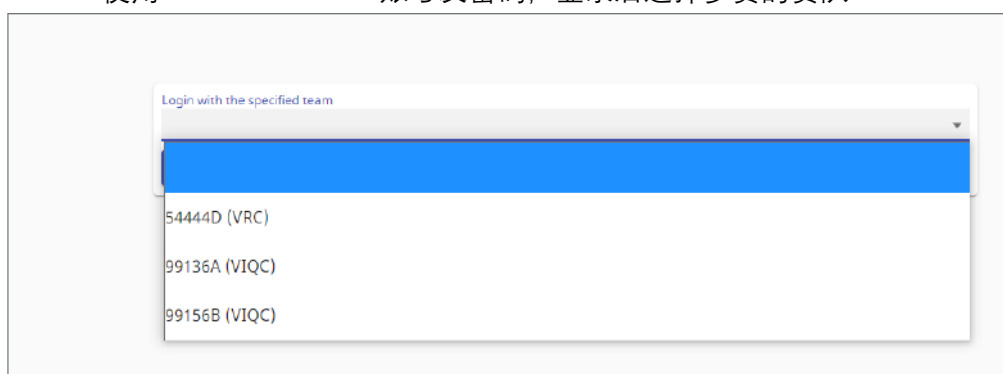 Login with the specified team
54444D (VRC)
99136A (VIQC)
99156B (VIQC)